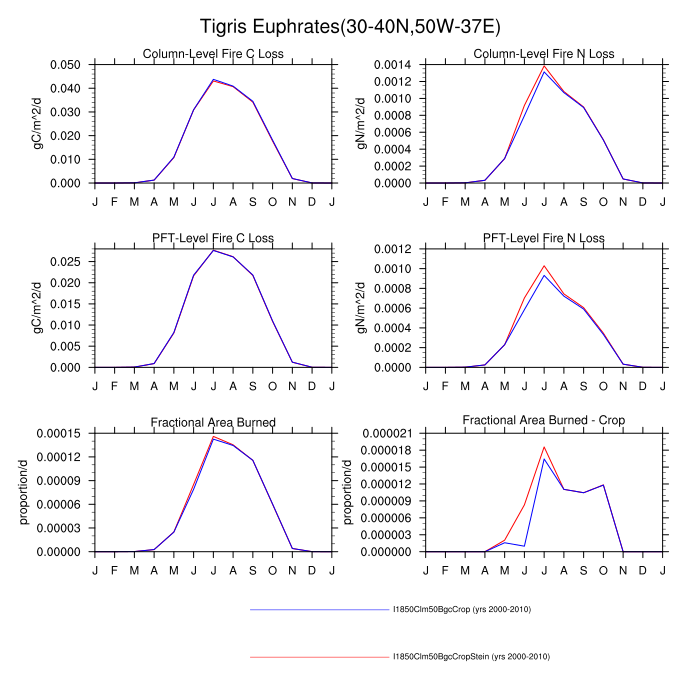 Tigris Euphrates(30-40N,50W-37E)
Column-Level Fire C Loss
gC/m^2/d
0.050
0.040
0.030
0.020
0.010
0.000
J F M A M J J A S O N D J
Column-Level Fire N Loss
gN/m^2/d
0.0014
0.0012
0.0010
0.0008
0.0006
0.0004
0.0002
0.0000
J F M A M J J A S O N D J
PFT-Level Fire C Loss
gC/m^2/d
0.025
0.020
0.015
0.010
0.005
0.000
J F M A M J J A S O N D J
PFT-Level Fire N Loss
gN/m^2/d
0.0012
0.0010
0.0008
0.0006
0.0004
0.0002
0.0000
J F M A M J J A S O N D J
Fractional Area Burned
proportion/d
0.00015
0.00012
0.00009
0.00006
0.00003
0.00000
J F M A M J J A S O N D J
Fractional Area Burned - Crop
proportion/d
0.000021
0.000018
0.000015
0.000012
0.000009
0.000006
0.000003
0.000000
J F M A M J J A S O N D J
I1850Clm50BgcCrop (yrs 2000-2010)
I1850Clm50BgcCropStein (yrs 2000-2010)